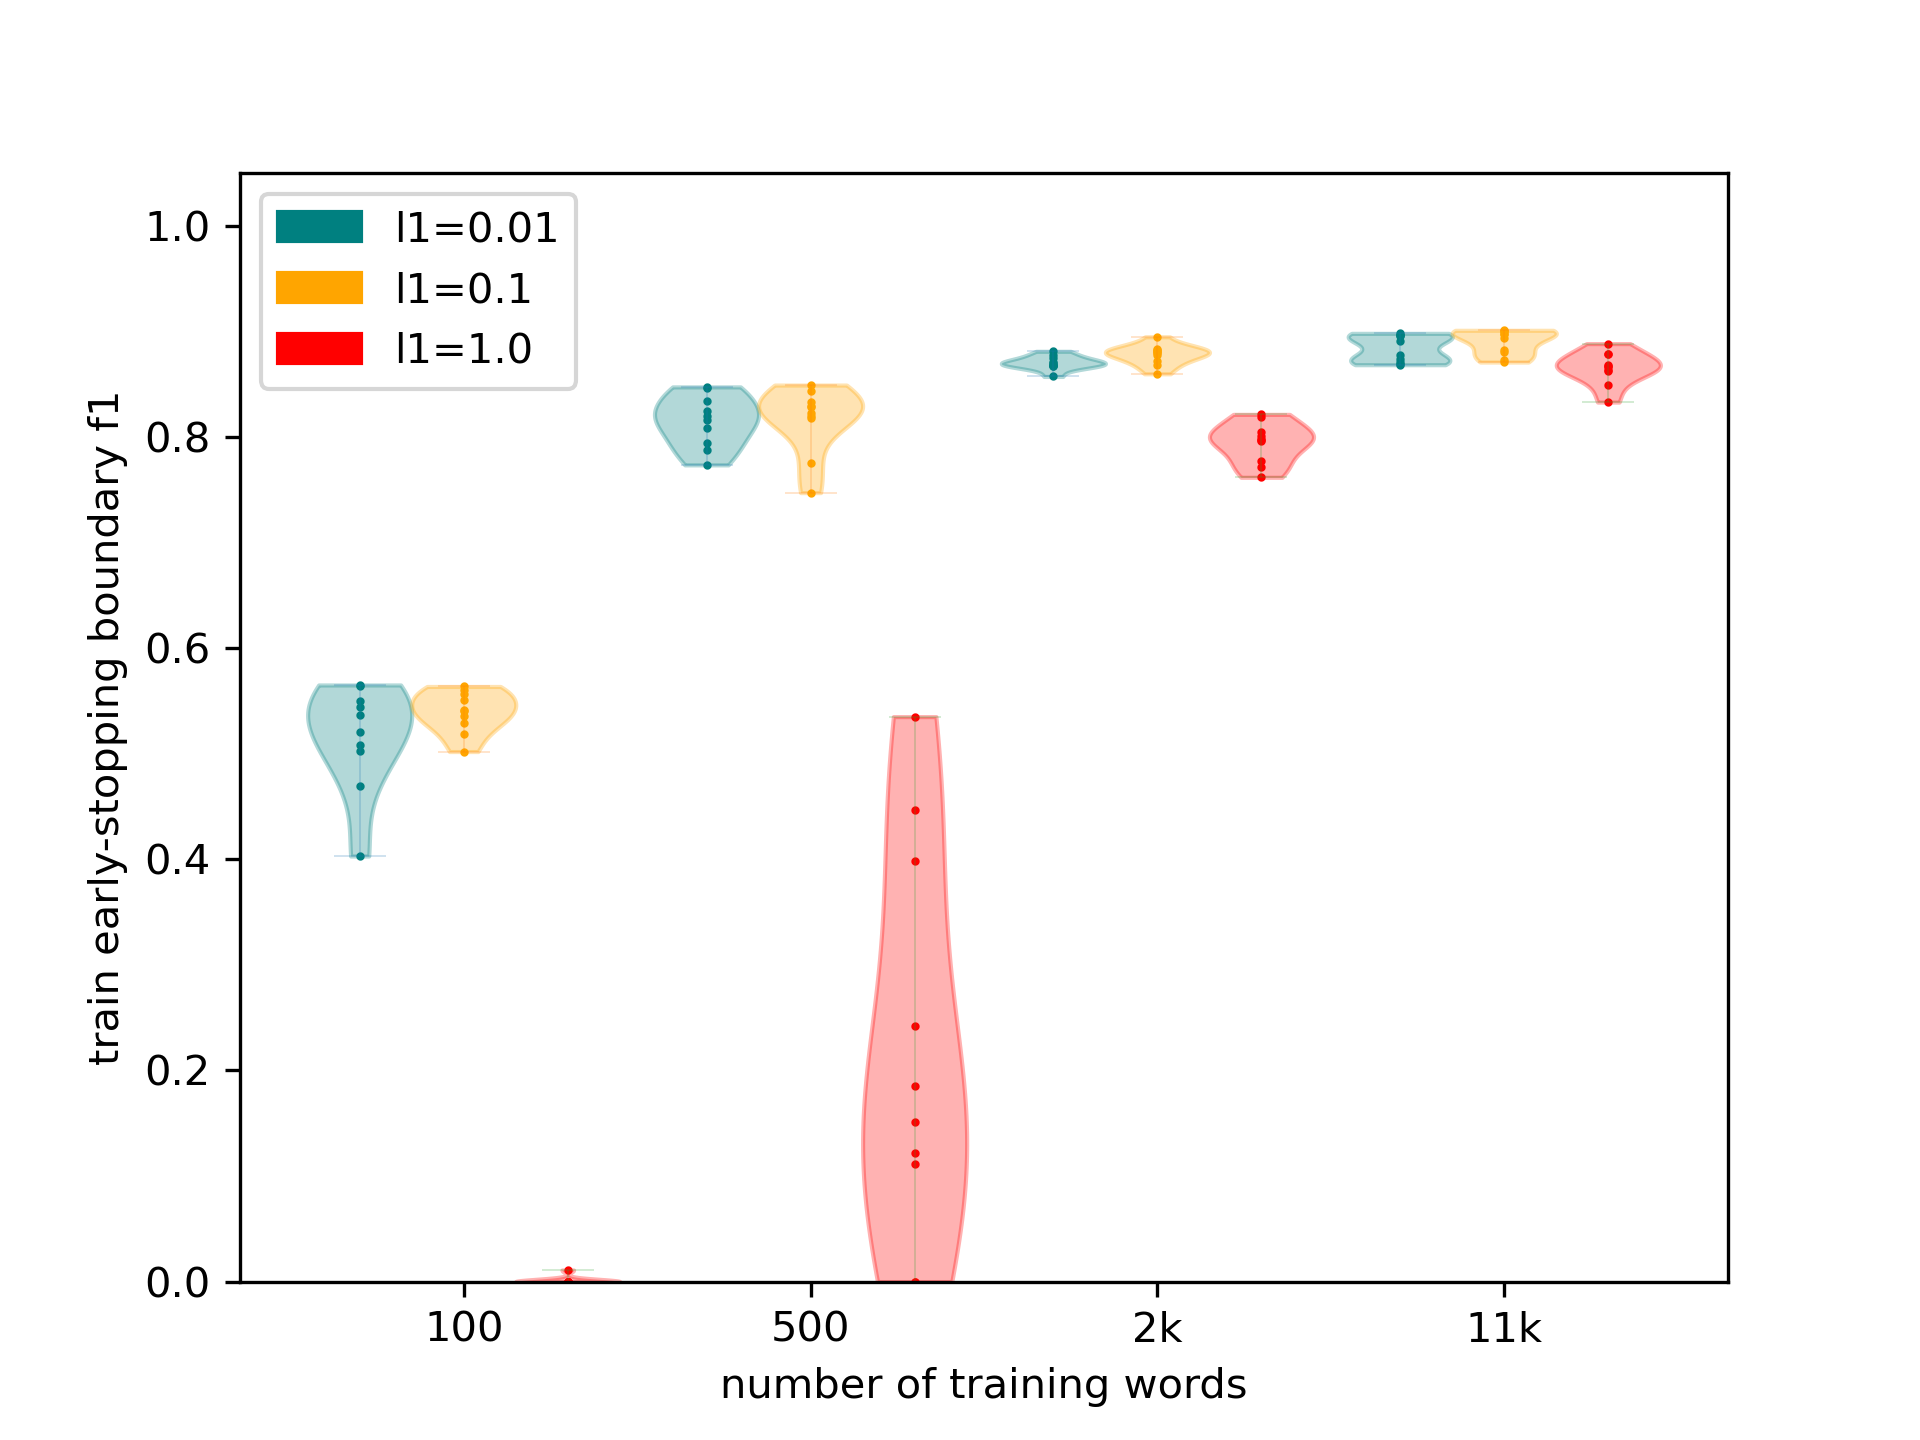 l1=0.01
l1=0.1
l1=1.0
train early-stopping boundary f1
1.0
0.8
0.6
0.4
0.2
0.0
100 500 2k 11k
number of training words